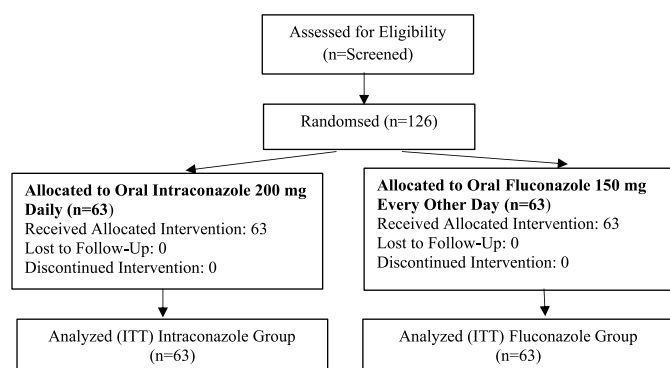 Assessed for Eligibility
(n=Screened)
Randomsed (n=126)
Allocated to Oral Intraconazole 200 mg
Daily (n=63)
Received Allocated Intervention: 63
Lost to Follow-Up: 0
Discontinued Intervention: 0
Allocated to Oral Fluconazole 150 mg
Every Other Day (n=63)
Received Allocated Intervention: 63
Lost to Follow-Up: 0
Discontinued Intervention: 0
Analyzed (ITT) Intraconazole Group
(n=63)
Analyzed (ITT) Fluconazole Group
(n=63)